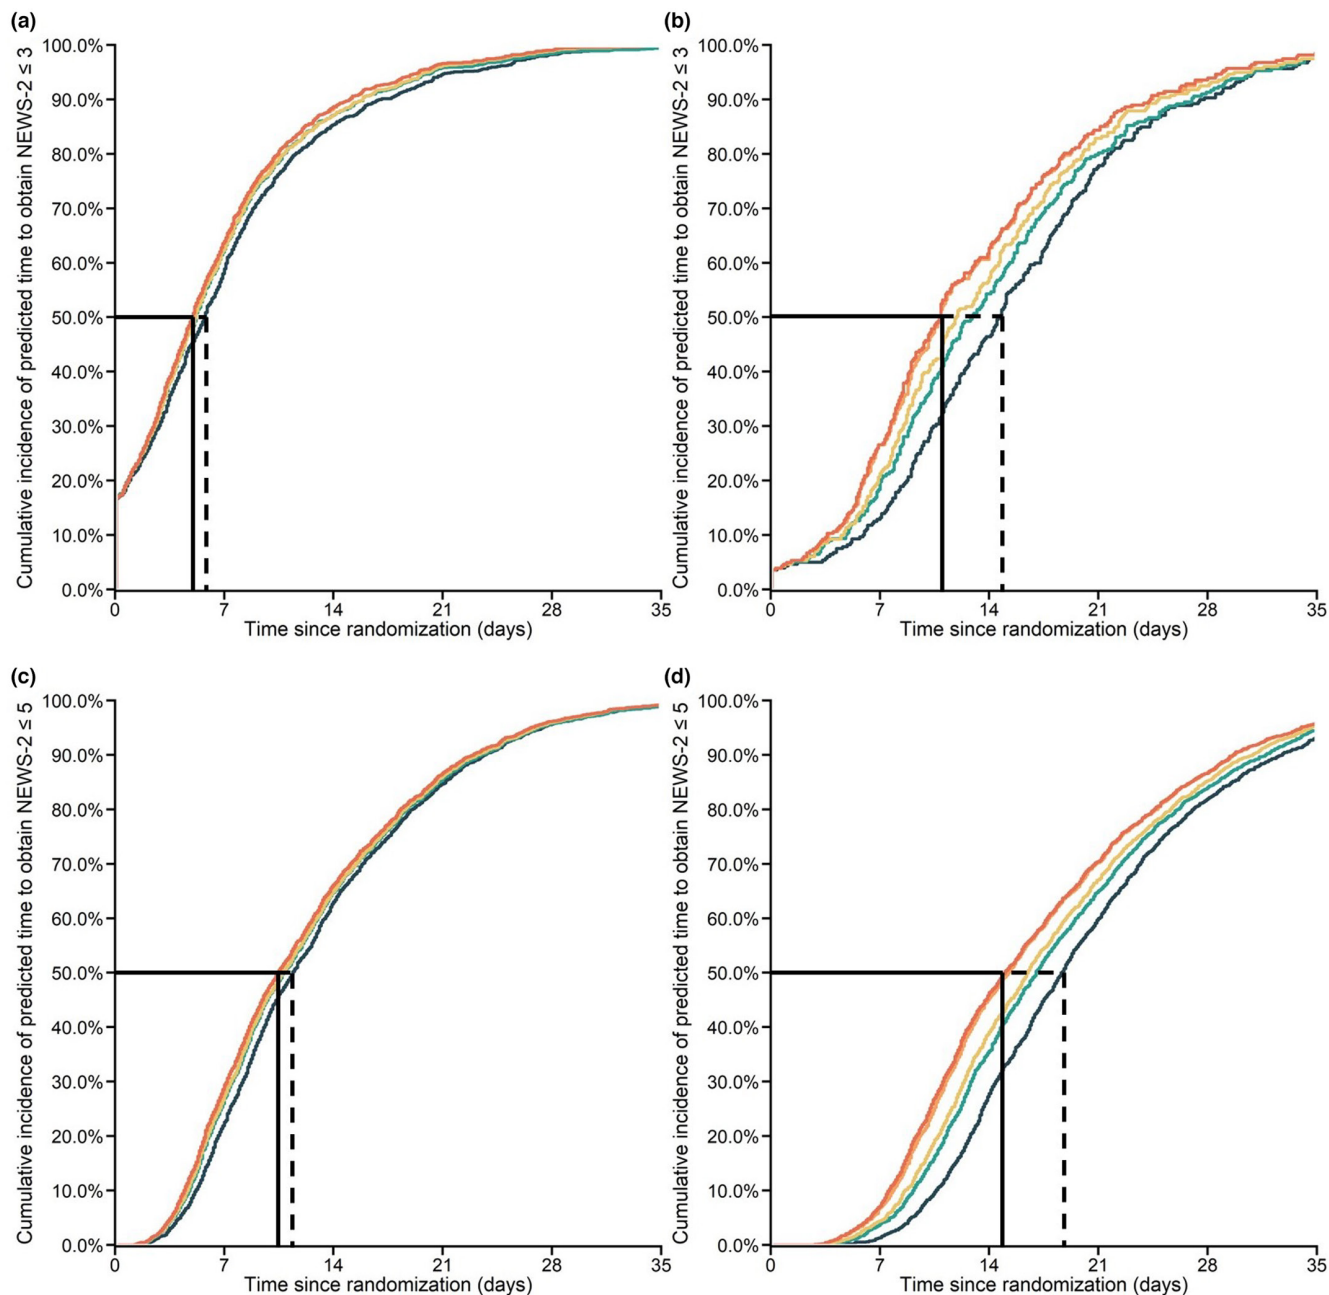 (a)
Cumulative incidence of predicted time to obtain NEWS-2 ≤ 3
100.0%
90.0%
80.0%
70.0%
60.0%
50.0%
40.0%
30.0%
20.0%
10.0%
0.0%
0 7 14 21 28 35
Time since randomization (days)
(b)
Cumulative incidence of predicted time to obtain NEWS-2 ≤ 3
100.0%
90.0%
80.0%
70.0%
60.0%
50.0%
40.0%
30.0%
20.0%
10.0%
0.0%
0 7 14 21 28 35
Time since randomization (days)
(c)
Cumulative incidence of predicted time to obtain NEWS-2 ≤ 5
100.0%
90.0%
80.0%
70.0%
60.0%
50.0%
40.0%
30.0%
20.0%
10.0%
0.0%
0 7 14 21 28 35
Time since randomization (days)
(d)
Cumulative incidence of predicted time to obtain NEWS-2 ≤ 5
100.0%
90.0%
80.0%
70.0%
60.0%
50.0%
40.0%
30.0%
20.0%
10.0%
0.0%
0 7 14 21 28 35
Time since randomization (days)